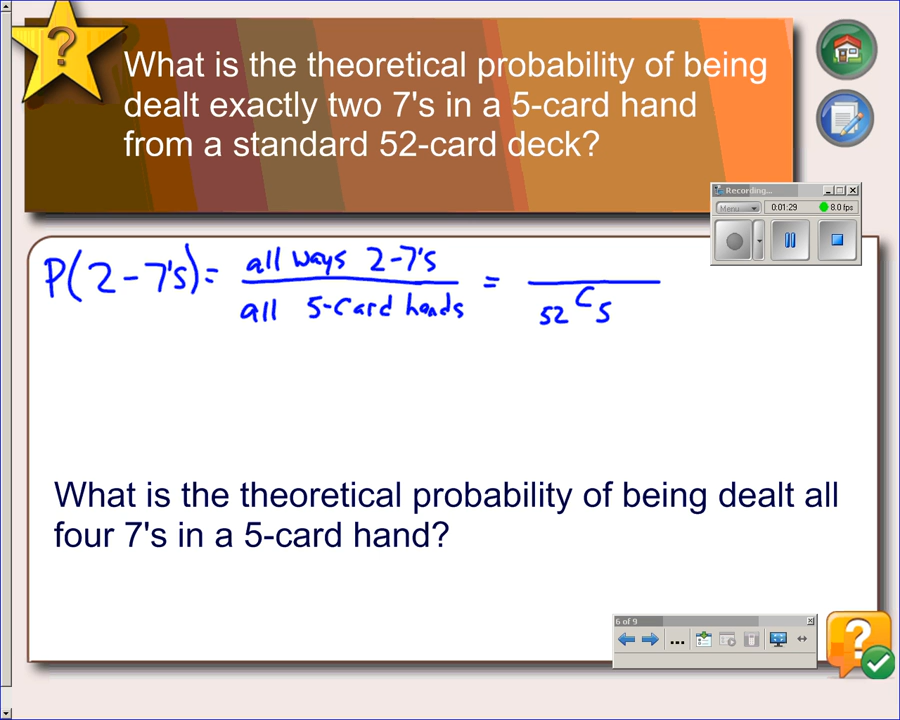 What is the theoretical probability of being
dealt exactly two 7's in a 5-card hand
from a standard 52-card deck?
Recording...
Menu
0:01:29
8.0 fps
P(2-7's) = all ways 2-7's / all 5-Card hands = / 52 C 5
What is the theoretical probability of being dealt all
four 7's in a 5-card hand?
6 of 9